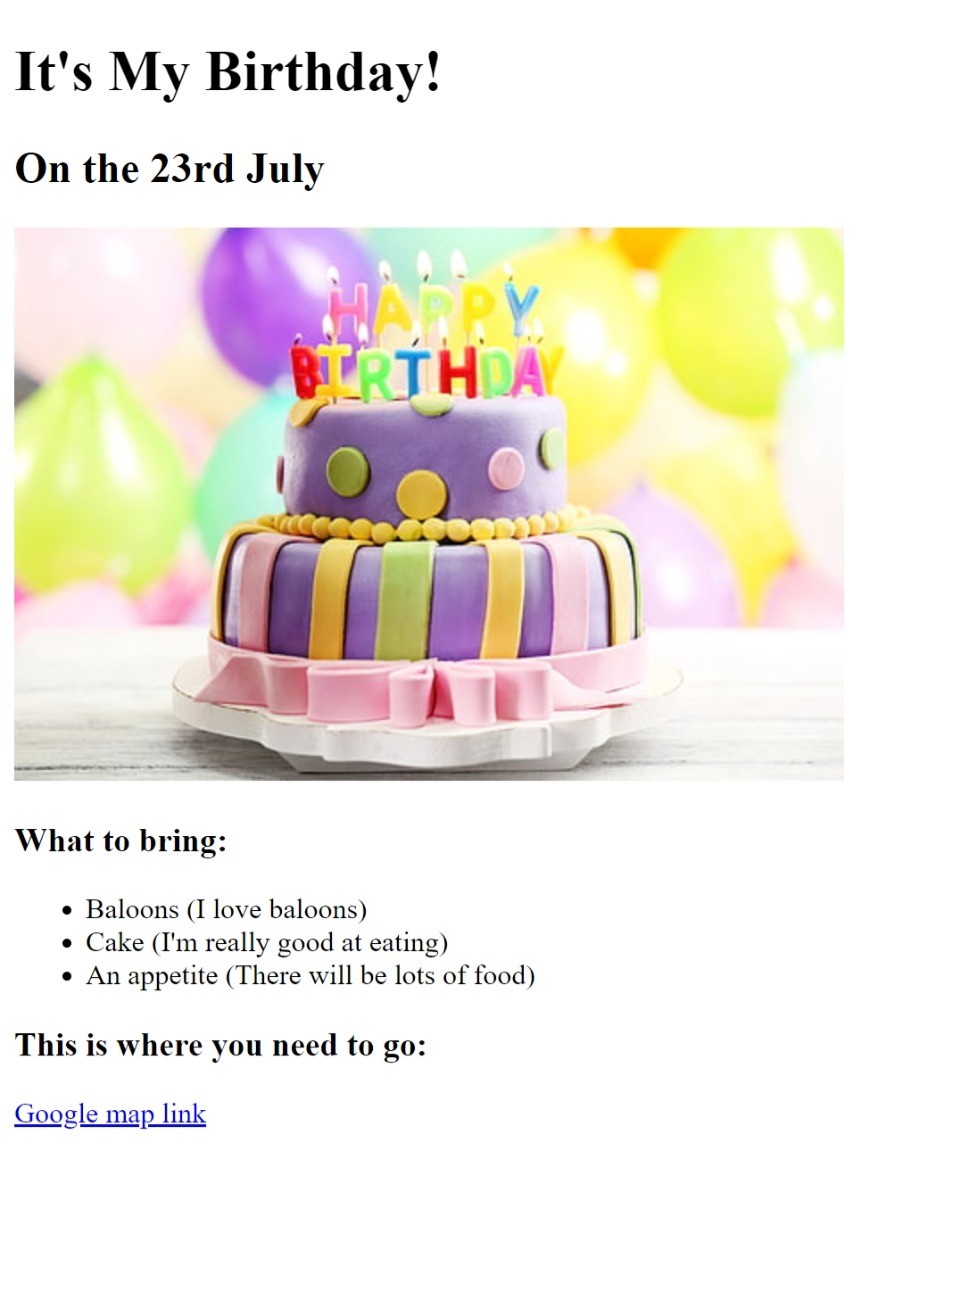 It's My Birthday!
On the 23rd July
HAPPY
BIRTHDAY
What to bring:
Baloons (I love baloons)
Cake (I'm really good at eating)
An appetite (There will be lots of food)
This is where you need to go:
Google map link